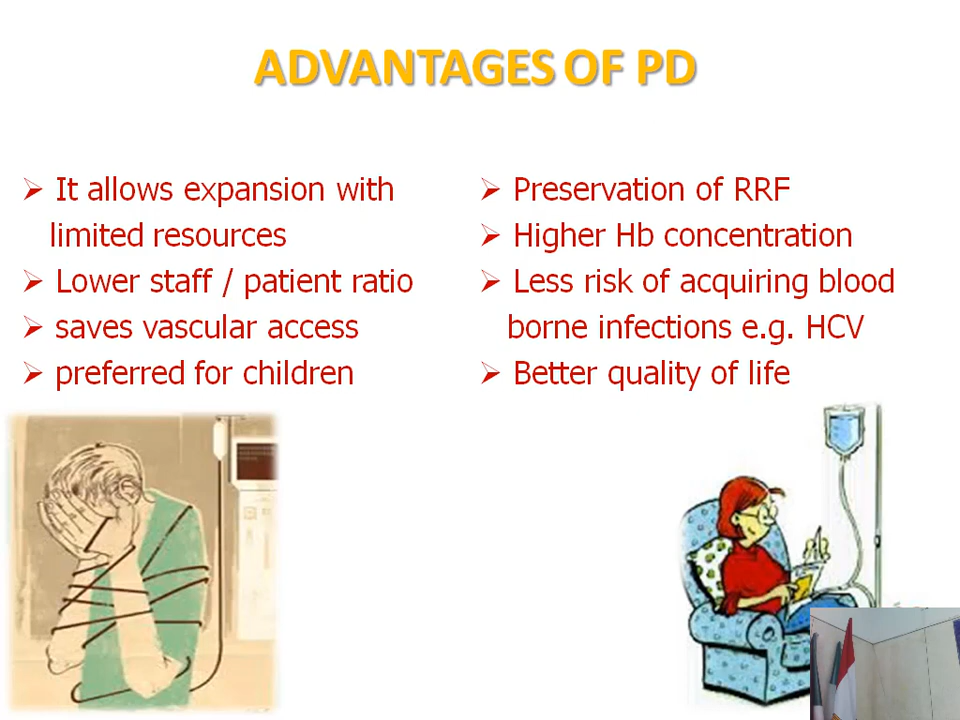 ADVANTAGES OF PD
It allows expansion with
limited resources
Lower staff / patient ratio
saves vascular access
preferred for children
Preservation of RRF
Higher Hb concentration
Less risk of acquiring blood
borne infections e.g. HCV
Better quality of life